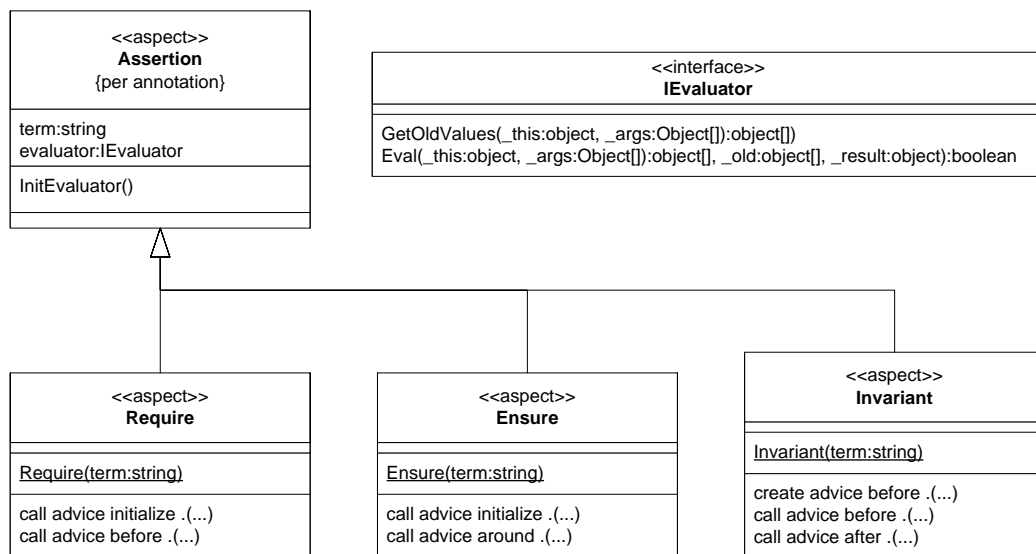 <<aspect>>
Assertion
{per annotation}
term:string
evaluator:IEvaluator
InitEvaluator()
<<interface>>
IEvaluator
GetOldValues(_this:object, _args:Object[]):object[])
Eval(_this:object, _args:Object[]):object[], _old:object[], _result:object):boolean
<<aspect>>
Require
Require(term:string)
call advice initialize .(...)
call advice before .(...)
<<aspect>>
Ensure
Ensure(term:string)
call advice initialize .(...)
call advice around .(...)
<<aspect>>
Invariant
Invariant(term:string)
create advice before .(...)
call advice before .(...)
call advice after .(...)